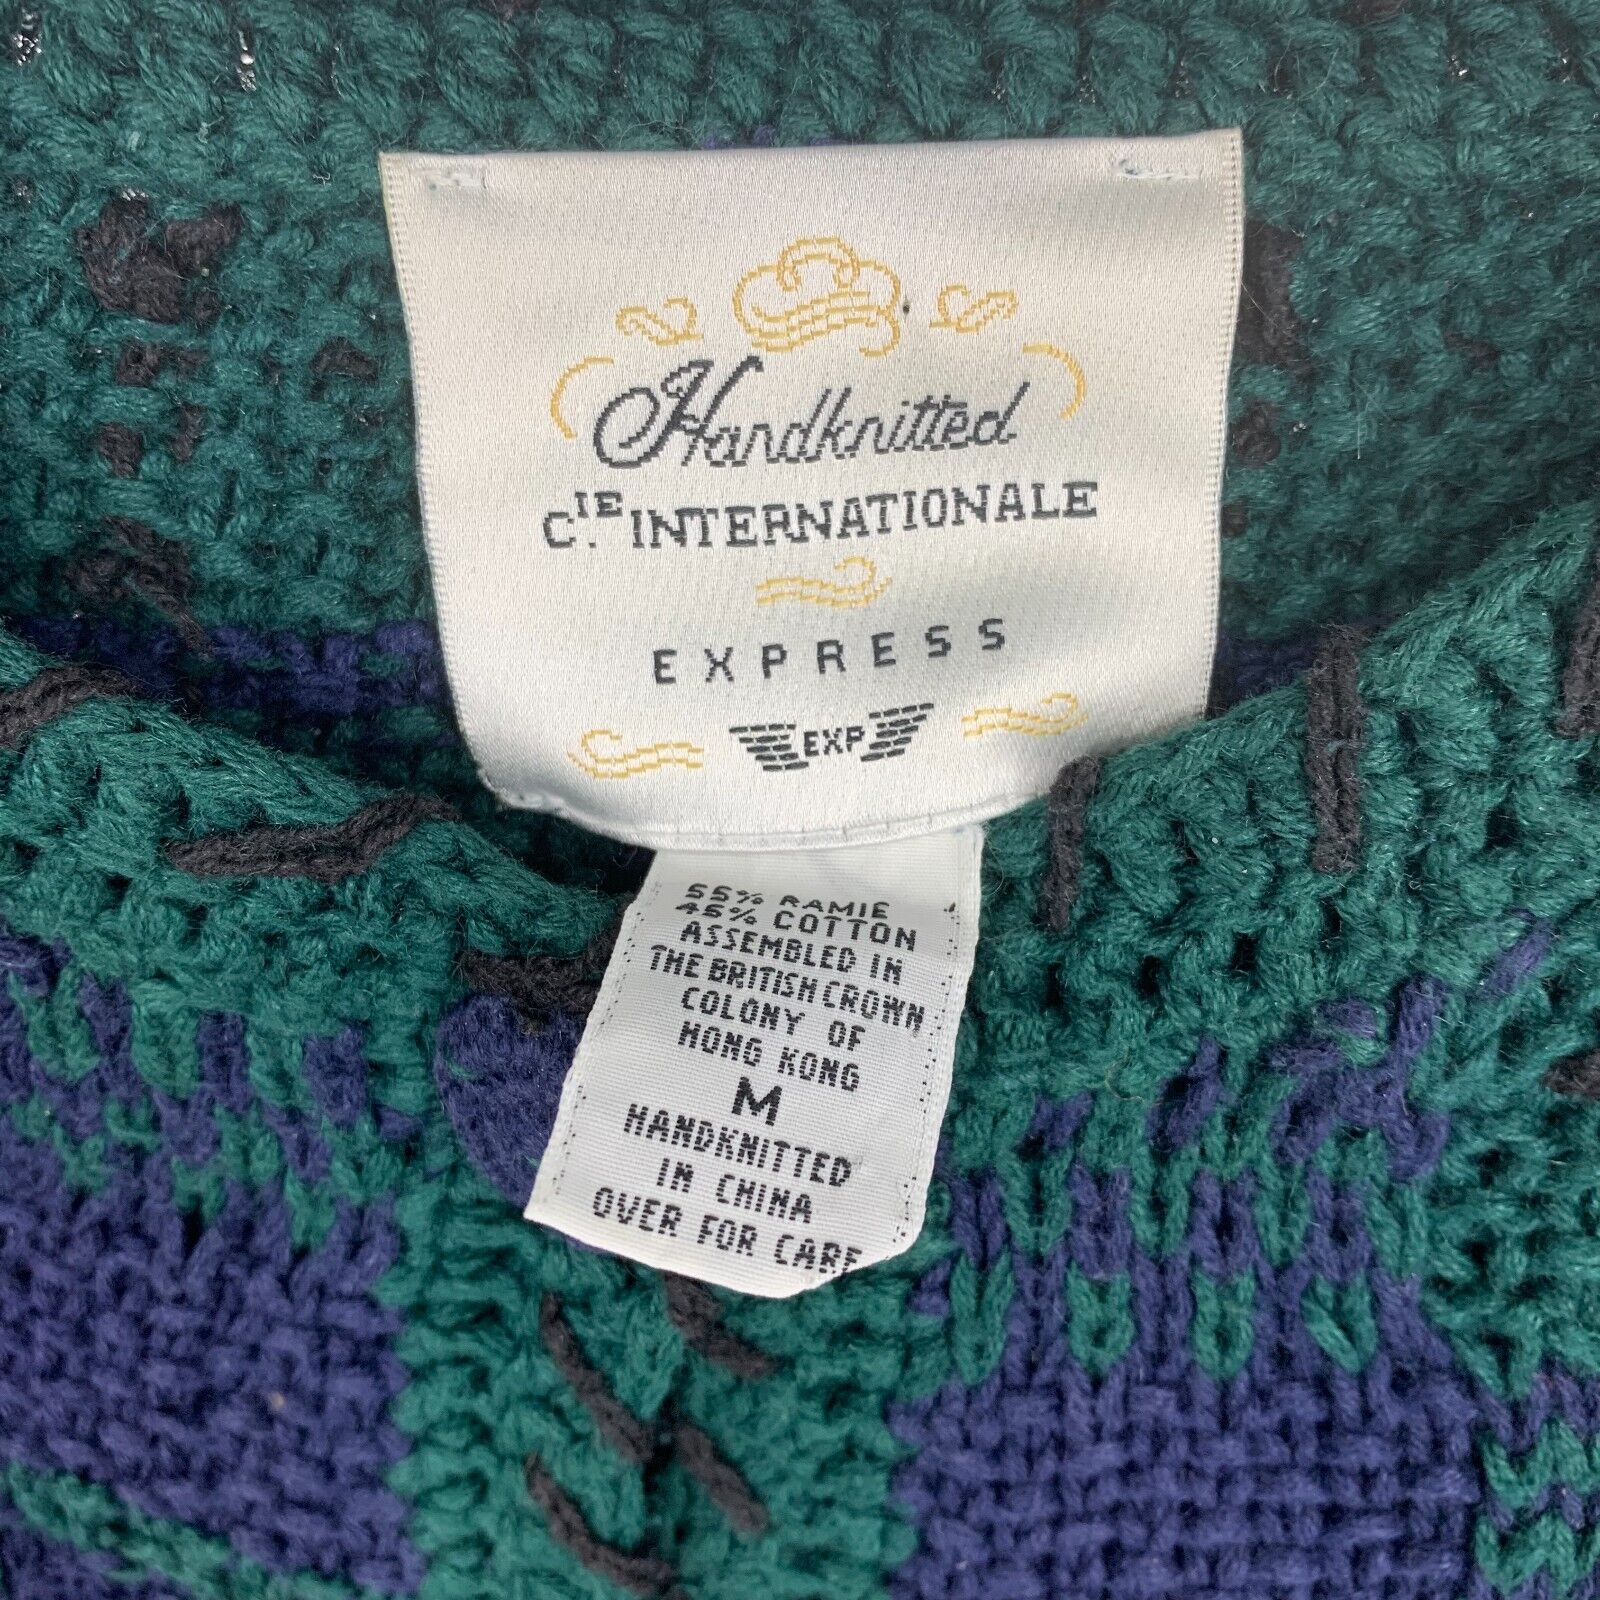 Handknitted
CIE. INTERNATIONALE
EXPRESS
EXP
55% RAMIE
45% COTTON
ASSEMBLED IN
THE BRITISH CROWN
COLONY OF
HONG KONG
M
HANDKNITTED
IN CHINA
OVER FOR CARE